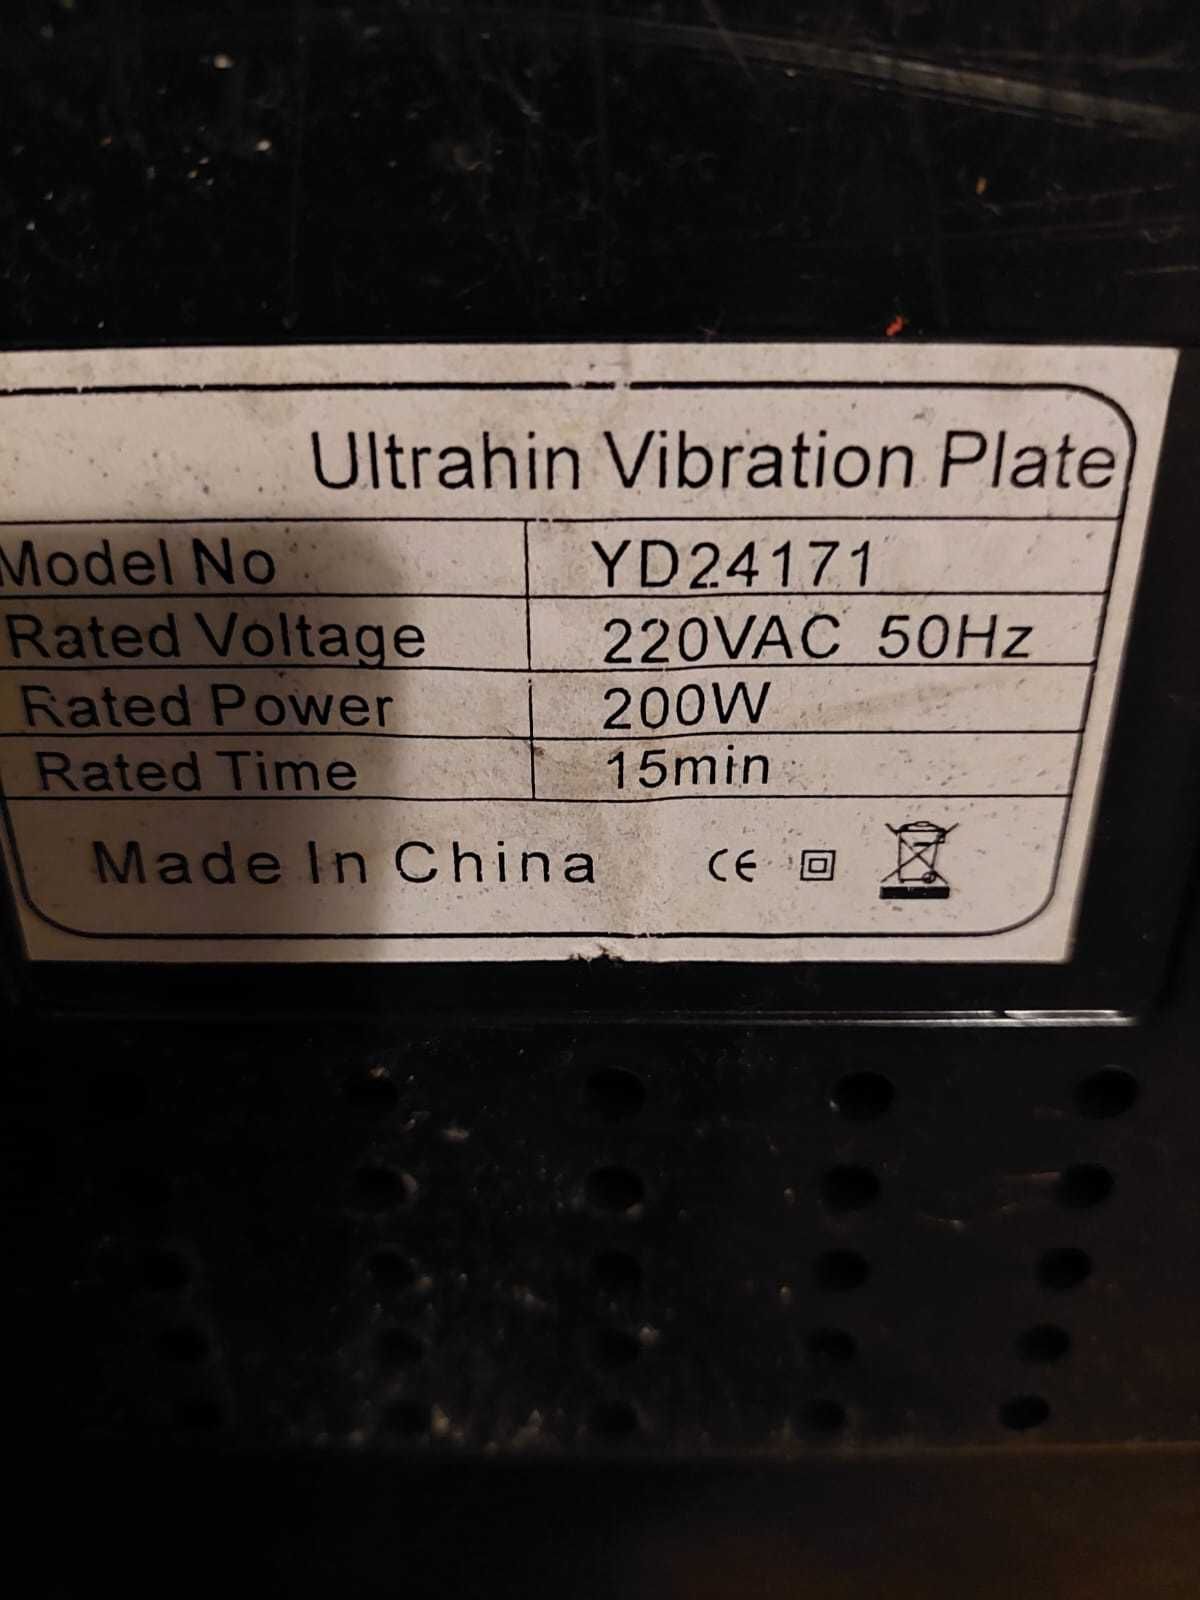 Ultrahin Vibration Plate
Model No YD24171
Rated Voltage 220VAC 50Hz
Rated Power 200W
Rated Time 15min
Made In China CE